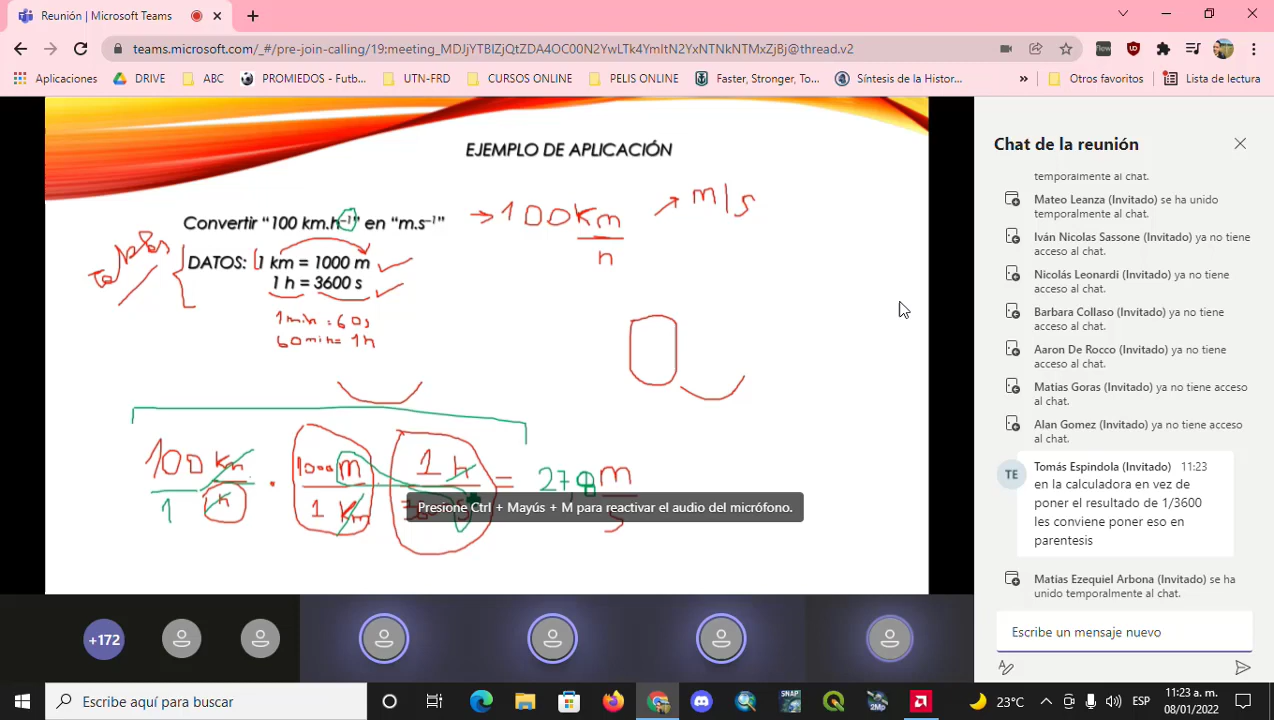 Reunión | Microsoft Teams
teams.microsoft.com/_#/pre-join-calling/19:meeting_MDJjYTBIZjQtZDA4OC00N2YwLTk4YmItN2YxNTNkNTMxZjBj@thread.v2
Aplicaciones DRIVE ABC PROMIEDOS - Futb... UTN-FRD CURSOS ONLINE PELIS ONLINE Faster, Stronger, To... Síntesis de la Histor... » Otros favoritos Lista de lectura
EJEMPLO DE APLICACIÓN
Convertir “100 km.h⁻¹” en “m.s⁻¹” → 100 km/h → m/s
Tablas
DATOS: 1 km = 1000 m
1 h = 3600 s
1min = 60s
60min = 1h
100 km / 1 h . 1000 m / 1 km . 1 h / = 27,8 m/s
Presione Ctrl + Mayús + M para reactivar el audio del micrófono.
+172
Chat de la reunión
temporalmente al chat.
Mateo Leanza (Invitado) se ha unido
temporalmente al chat.
Iván Nicolas Sassone (Invitado) ya no tiene
acceso al chat.
Nicolás Leonardi (Invitado) ya no tiene
acceso al chat.
Barbara Collaso (Invitado) ya no tiene
acceso al chat.
Aaron De Rocco (Invitado) ya no tiene
acceso al chat.
Matías Goras (Invitado) ya no tiene acceso
al chat.
Alan Gomez (Invitado) ya no tiene acceso
al chat.
TE
Tomás Espindola (Invitado) 11:23
en la calculadora en vez de
poner el resultado de 1/3600
les conviene poner eso en
parentesis
Matias Ezequiel Arbona (Invitado) se ha
unido temporalmente al chat.
Escribe un mensaje nuevo
Escribe aquí para buscar
23°C
ESP
11:23 a. m.
08/01/2022